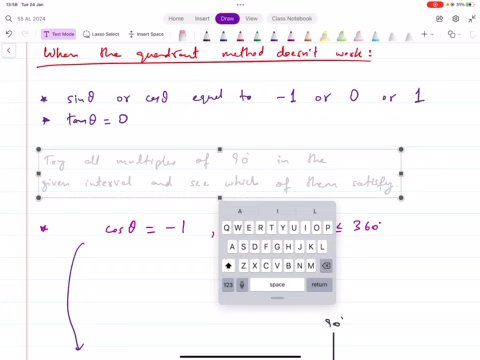 13:58 Tue 24 Jan
51%
S6 AL 2024
Home Insert Draw View Class Notebook
Text Mode Lasso Select Insert Space
When the quadrant method doesn't work:
* sinθ or cosθ equal to -1 or 0 or 1
* tanθ = 0
Try all multiples of 90° in the
given interval and see which of them satisfy.
* cosθ = -1 , ≤ 360°
A I L
Q W E R T Y U I O P
A S D F G H J K L
Z X C V B N M
123 space return
90°